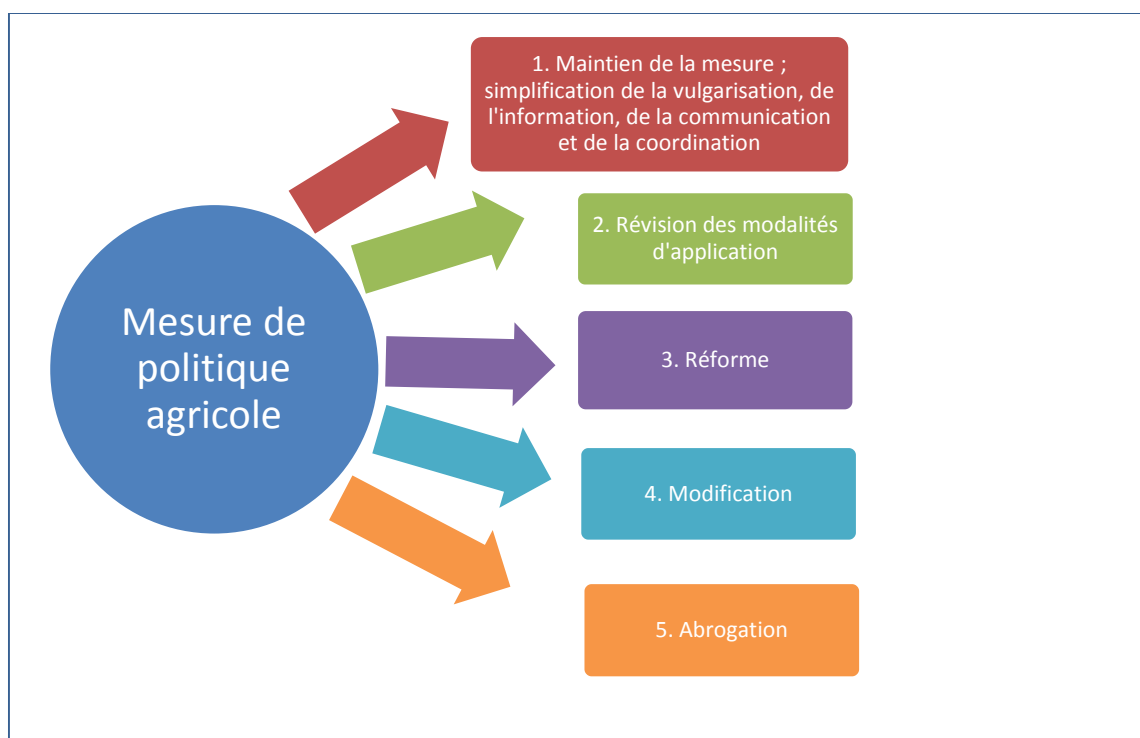 1. Maintien de la mesure ;
simplification de la vulgarisation, de
l'information, de la communication
et de la coordination
2. Révision des modalités
d'application
Mesure de
politique
agricole
3. Réforme
4. Modification
5. Abrogation